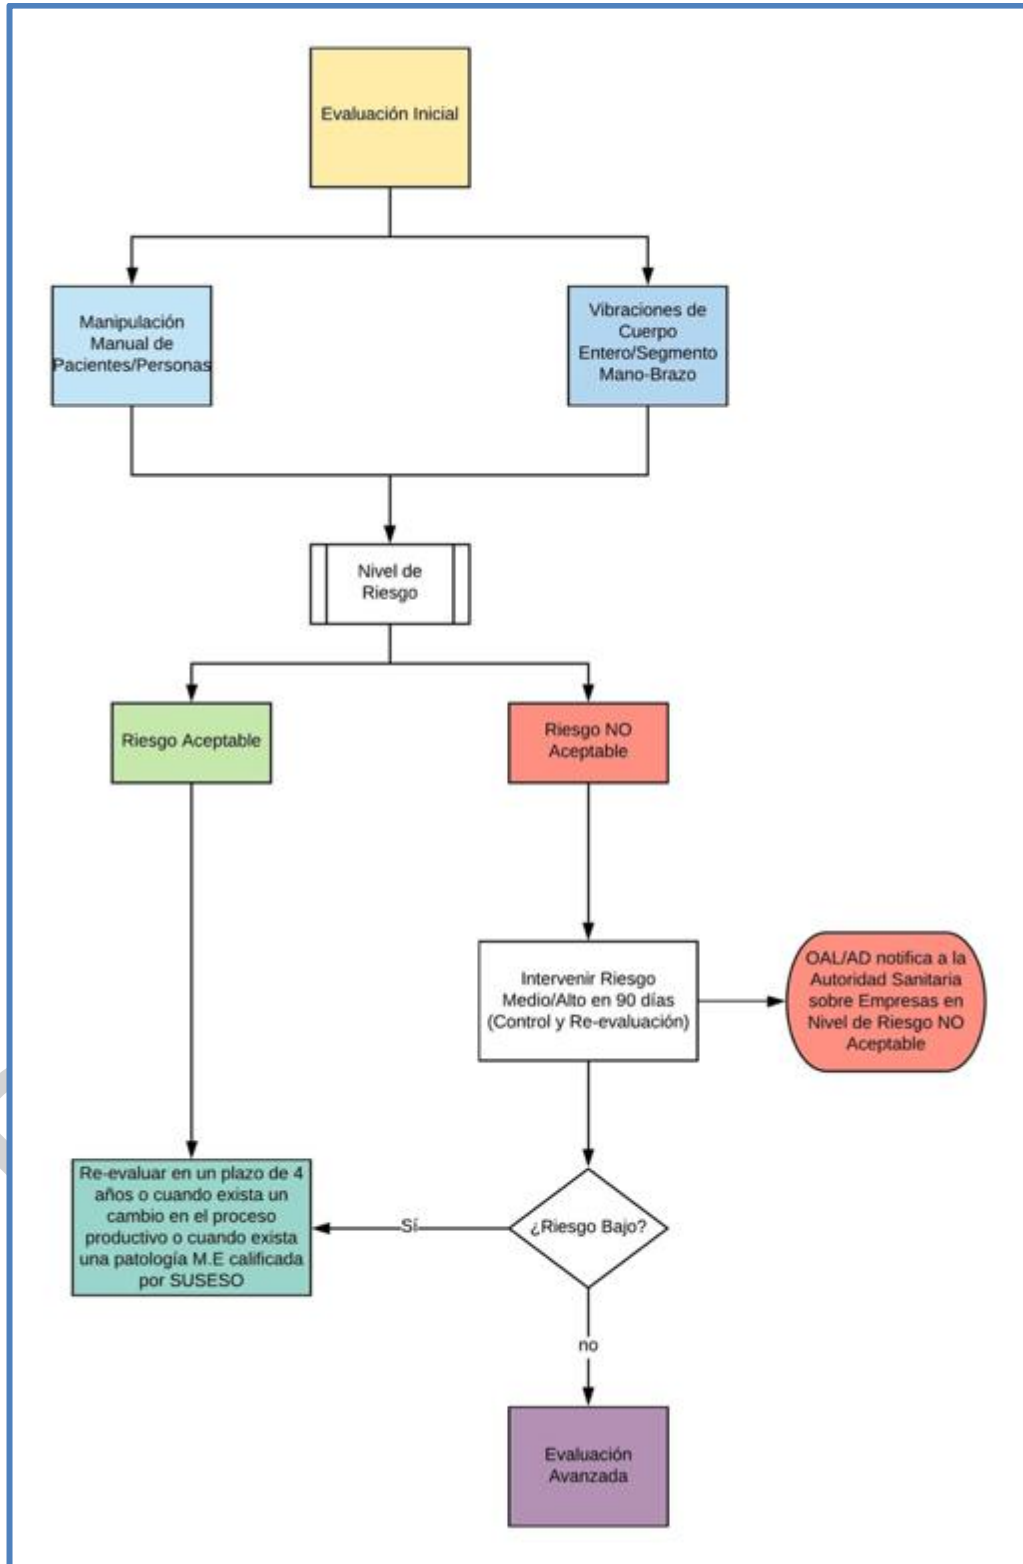 Evaluación Inicial
Manipulación
Manual de
Pacientes/Personas
Vibraciones de
Cuerpo
Entero/Segmento
Mano-Brazo
Nivel de
Riesgo
Riesgo Aceptable
Riesgo NO
Aceptable
Intervenir Riesgo
Medio/Alto en 90 días
(Control y Re-evaluación)
OAL/AD notifica a la
Autoridad Sanitaria
sobre Empresas en
Nivel de Riesgo NO
Aceptable
Re-evaluar en un plazo de 4
años o cuando exista un
cambio en el proceso
productivo o cuando exista
una patología M.E calificada
por SUSESO
Sí
¿Riesgo Bajo?
no
Evaluación
Avanzada